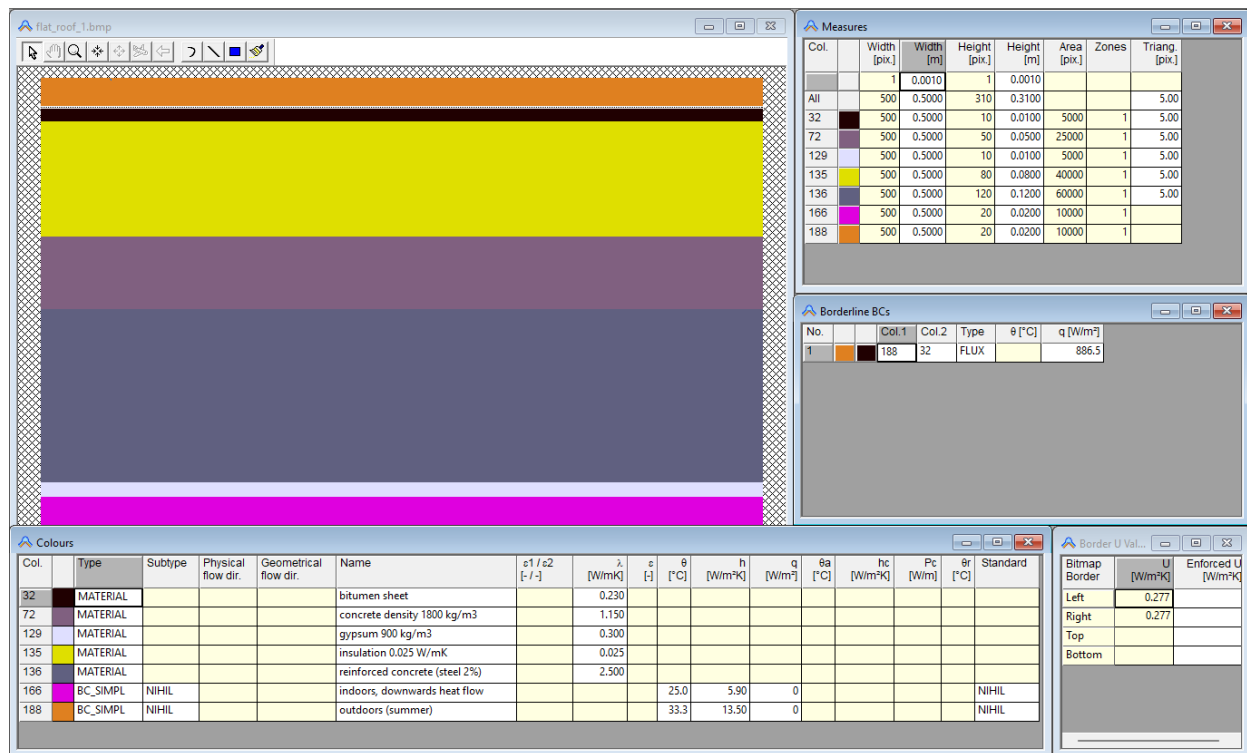 flat_roof_1.bmp
Measures
Col. Width [pix.] Width [m] Height [pix.] Height [m] Area [pix.] Zones Triang. [pix.]
1 0.0010 1 0.0010
All 500 0.5000 310 0.3100 5.00
32 500 0.5000 10 0.0100 5000 1 5.00
72 500 0.5000 50 0.0500 25000 1 5.00
129 500 0.5000 10 0.0100 5000 1 5.00
135 500 0.5000 80 0.0800 40000 1 5.00
136 500 0.5000 120 0.1200 60000 1 5.00
166 500 0.5000 20 0.0200 10000 1
188 500 0.5000 20 0.0200 10000 1
Borderline BCs
No. Col.1 Col.2 Type θ [°C] q [W/m²]
1 188 32 FLUX 886.5
Colours
Col. Type Subtype Physical flow dir. Geometrical flow dir. Name ε1 / ε2 [- / -] λ [W/mK] ε [-] θ [°C] h [W/m²K] q [W/m²] θa [°C] hc [W/m²K] Pc [W/m] θr [°C] Standard
32 MATERIAL bitumen sheet 0.230
72 MATERIAL concrete density 1800 kg/m3 1.150
129 MATERIAL gypsum 900 kg/m3 0.300
135 MATERIAL insulation 0.025 W/mK 0.025
136 MATERIAL reinforced concrete (steel 2%) 2.500
166 BC_SIMPL NIHIL indoors, downwards heat flow 25.0 5.90 0 NIHIL
188 BC_SIMPL NIHIL outdoors (summer) 33.3 13.50 0 NIHIL
Border U Val...
Bitmap Border U [W/m²K] Enforced U [W/m²K]
Left 0.277
Right 0.277
Top
Bottom